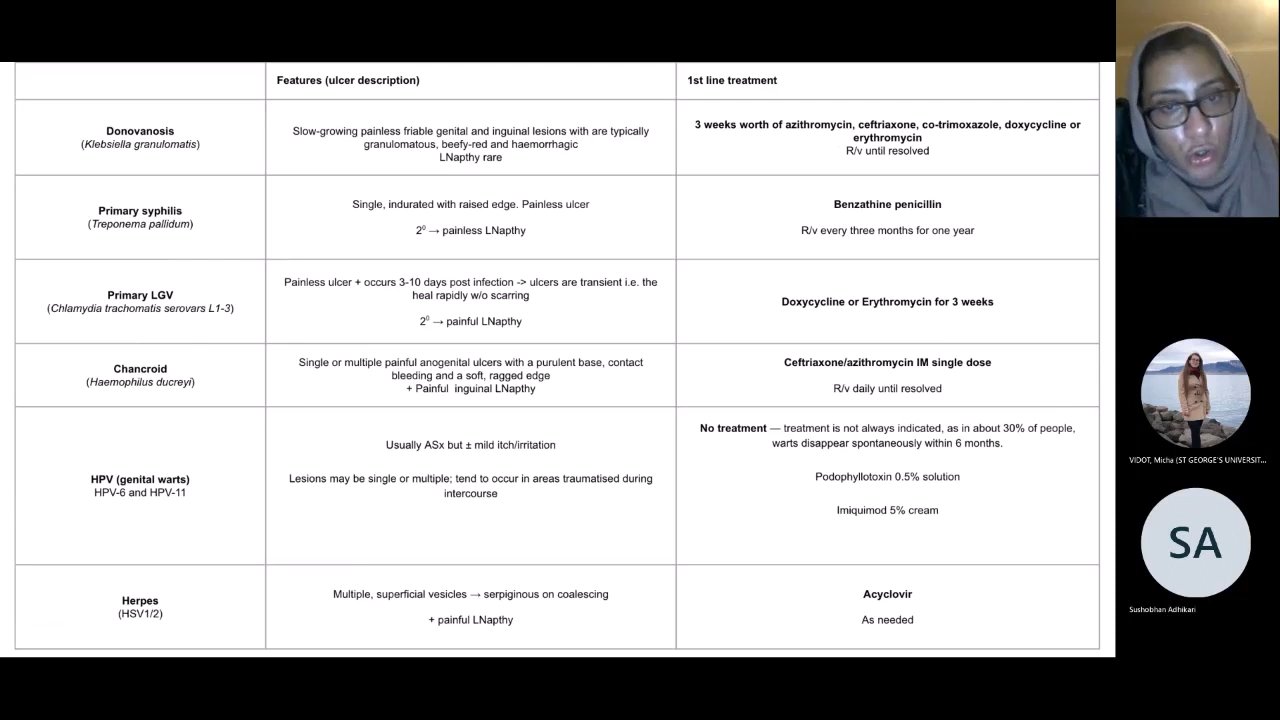 Features (ulcer description)
1st line treatment
Donovanosis
(Klebsiella granulomatis)
Slow-growing painless friable genital and inguinal lesions with are typically
granulomatous, beefy-red and haemorrhagic
LNapthy rare
3 weeks worth of azithromycin, ceftriaxone, co-trimoxazole, doxycycline or
erythromycin
R/v until resolved
Primary syphilis
(Treponema pallidum)
Single, indurated with raised edge. Painless ulcer
2⁰ → painless LNapthy
Benzathine penicillin
R/v every three months for one year
Primary LGV
(Chlamydia trachomatis serovars L1-3)
Painless ulcer + occurs 3-10 days post infection -> ulcers are transient i.e. the
heal rapidly w/o scarring
2⁰ → painful LNapthy
Doxycycline or Erythromycin for 3 weeks
Chancroid
(Haemophilus ducreyi)
Single or multiple painful anogenital ulcers with a purulent base, contact
bleeding and a soft, ragged edge
+ Painful inguinal LNapthy
Ceftriaxone/azithromycin IM single dose
R/v daily until resolved
HPV (genital warts)
HPV-6 and HPV-11
Usually ASx but ± mild itch/irritation
Lesions may be single or multiple; tend to occur in areas traumatised during
intercourse
No treatment — treatment is not always indicated, as in about 30% of people,
warts disappear spontaneously within 6 months.
Podophyllotoxin 0.5% solution
Imiquimod 5% cream
Herpes
(HSV1/2)
Multiple, superficial vesicles → serpiginous on coalescing
+ painful LNapthy
Acyclovir
As needed
VIDOT, Micha (ST GEORGE'S UNIVERSIT...
SA
Sushobhan Adhikari